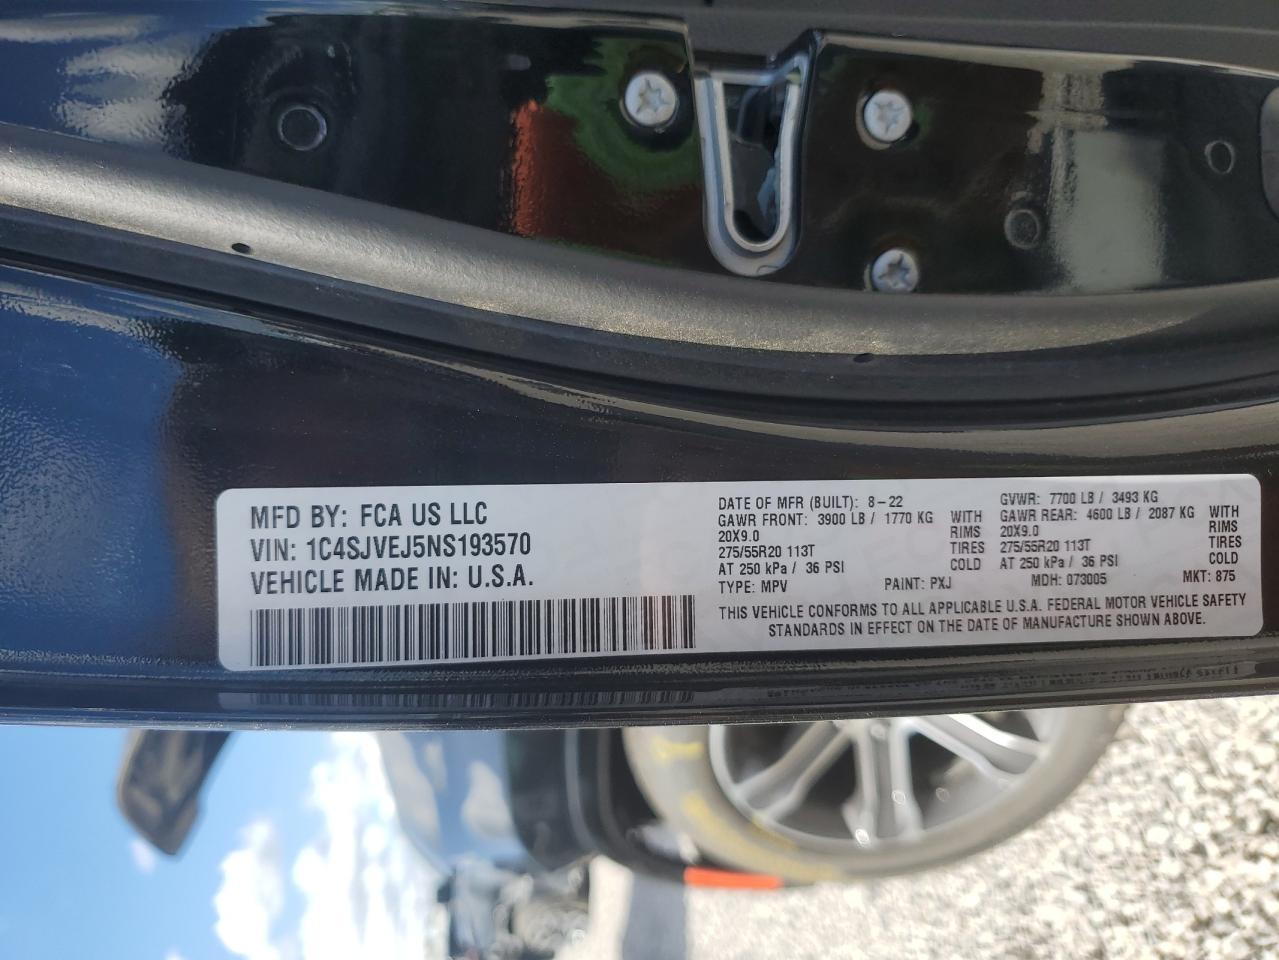 MFD BY: FCA US LLC
VIN: 1C4SJVEJ5NS193570
VEHICLE MADE IN: U.S.A.
DATE OF MFR (BUILT): 8-22
GAWR FRONT: 3900 LB / 1770 KG WITH
20X9.0 RIMS
275/55R20 113T TIRES
AT 250 kPa / 36 PSI COLD
GVWR: 7700 LB / 3493 KG
GAWR REAR: 4600 LB / 2087 KG WITH
20X9.0 RIMS
275/55R20 113T TIRES
AT 250 kPa / 36 PSI COLD
TYPE: MPV PAINT: PXJ MDH: 073005 MKT: 875
THIS VEHICLE CONFORMS TO ALL APPLICABLE U.S.A. FEDERAL MOTOR VEHICLE SAFETY
STANDARDS IN EFFECT ON THE DATE OF MANUFACTURE SHOWN ABOVE.